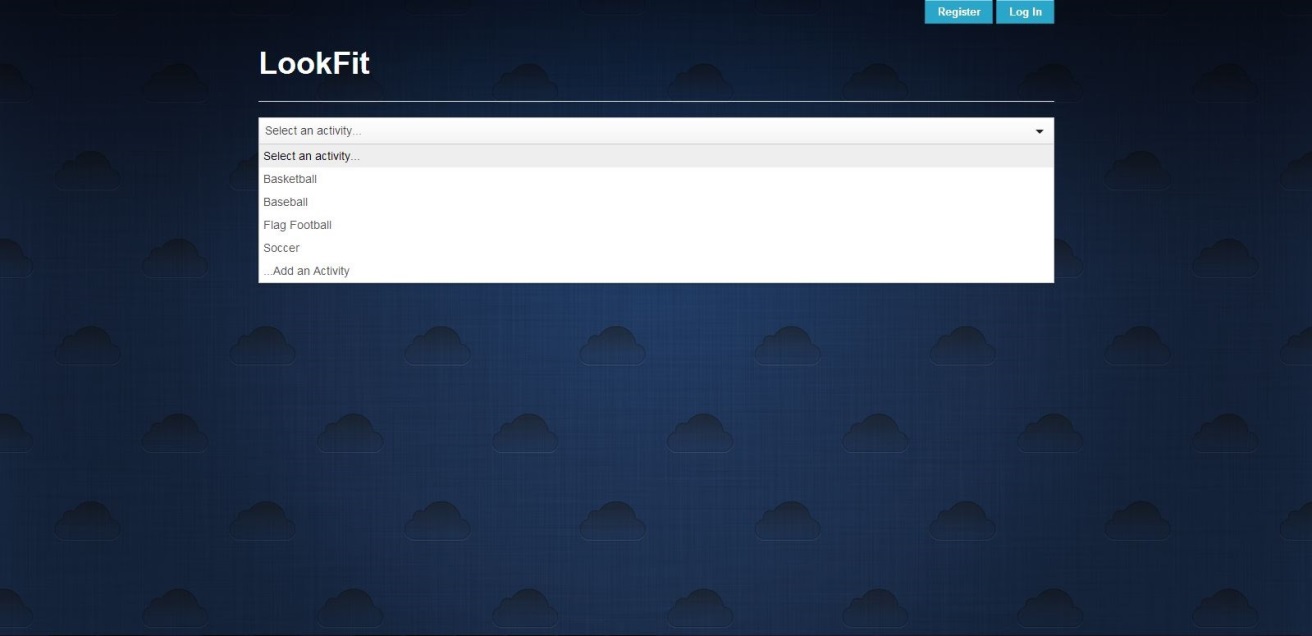 Register Log In
LookFit
Select an activity...
Select an activity...
Basketball
Baseball
Flag Football
Soccer
...Add an Activity